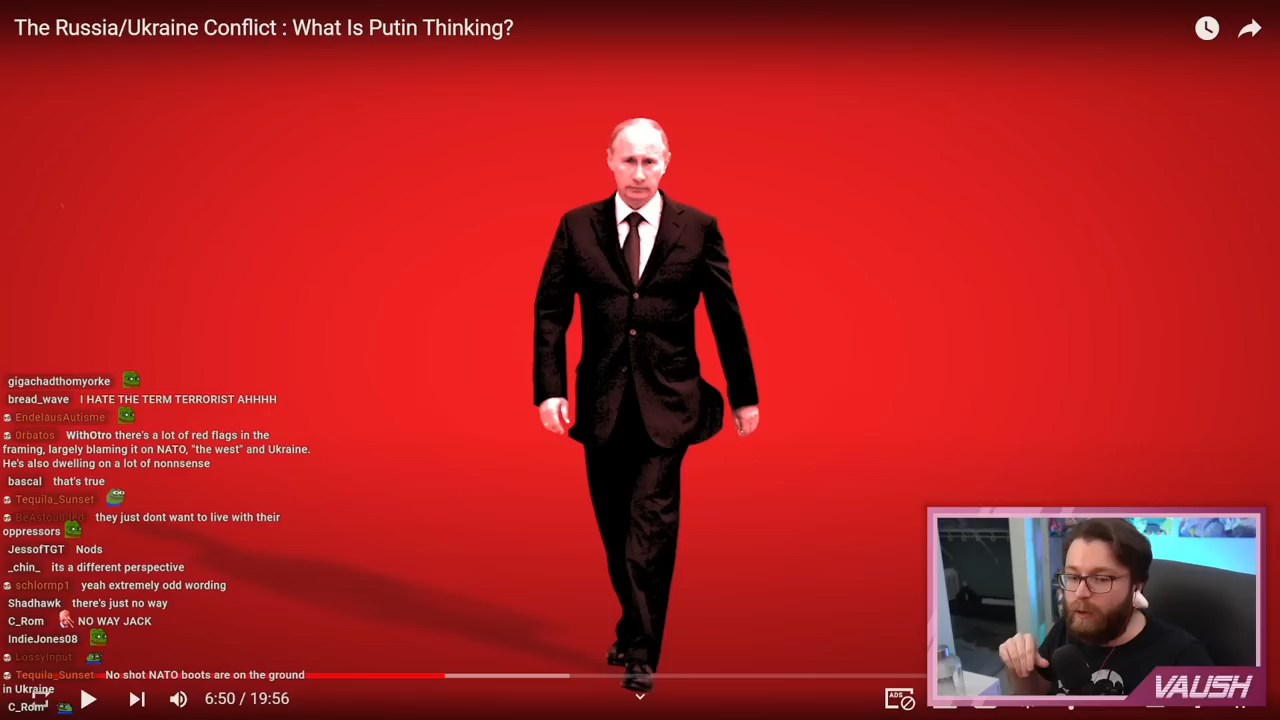 The Russia/Ukraine Conflict : What Is Putin Thinking?
gigachadthomyorke
bread_wave I HATE THE TERM TERRORIST AHHHH
EndelausAutisme
0rbatos WithOtro there's a lot of red flags in the
framing, largely blaming it on NATO, "the west" and Ukraine.
He's also dwelling on a lot of nonnsense
bascal that's true
Tequila_Sunset
BeAstounded they just dont want to live with their
oppressors
JessofTGT Nods
_chin_ its a different perspective
schlormp1 yeah extremely odd wording
Shadhawk there's just no way
C_Rom NO WAY JACK
IndieJones08
LossyInput
Tequila_Sunset No shot NATO boots are on the ground
in Ukraine
C_Rom
6:50 / 19:56
ADS
VAUSH